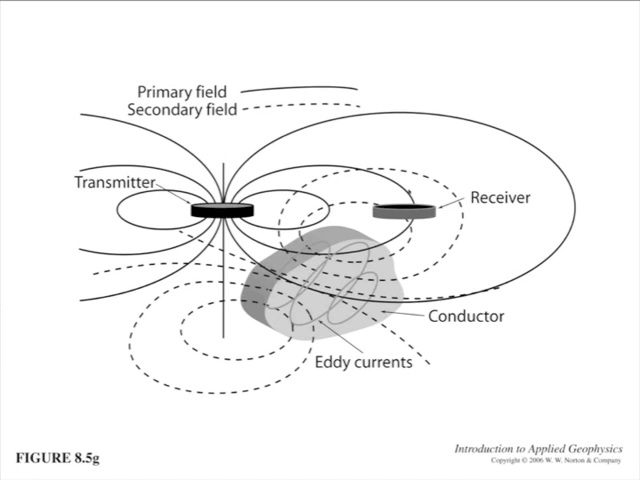 Primary field
Secondary field
Transmitter
Receiver
Conductor
Eddy currents
FIGURE 8.5g
Introduction to Applied Geophysics
Copyright © 2006 W. W. Norton & Company